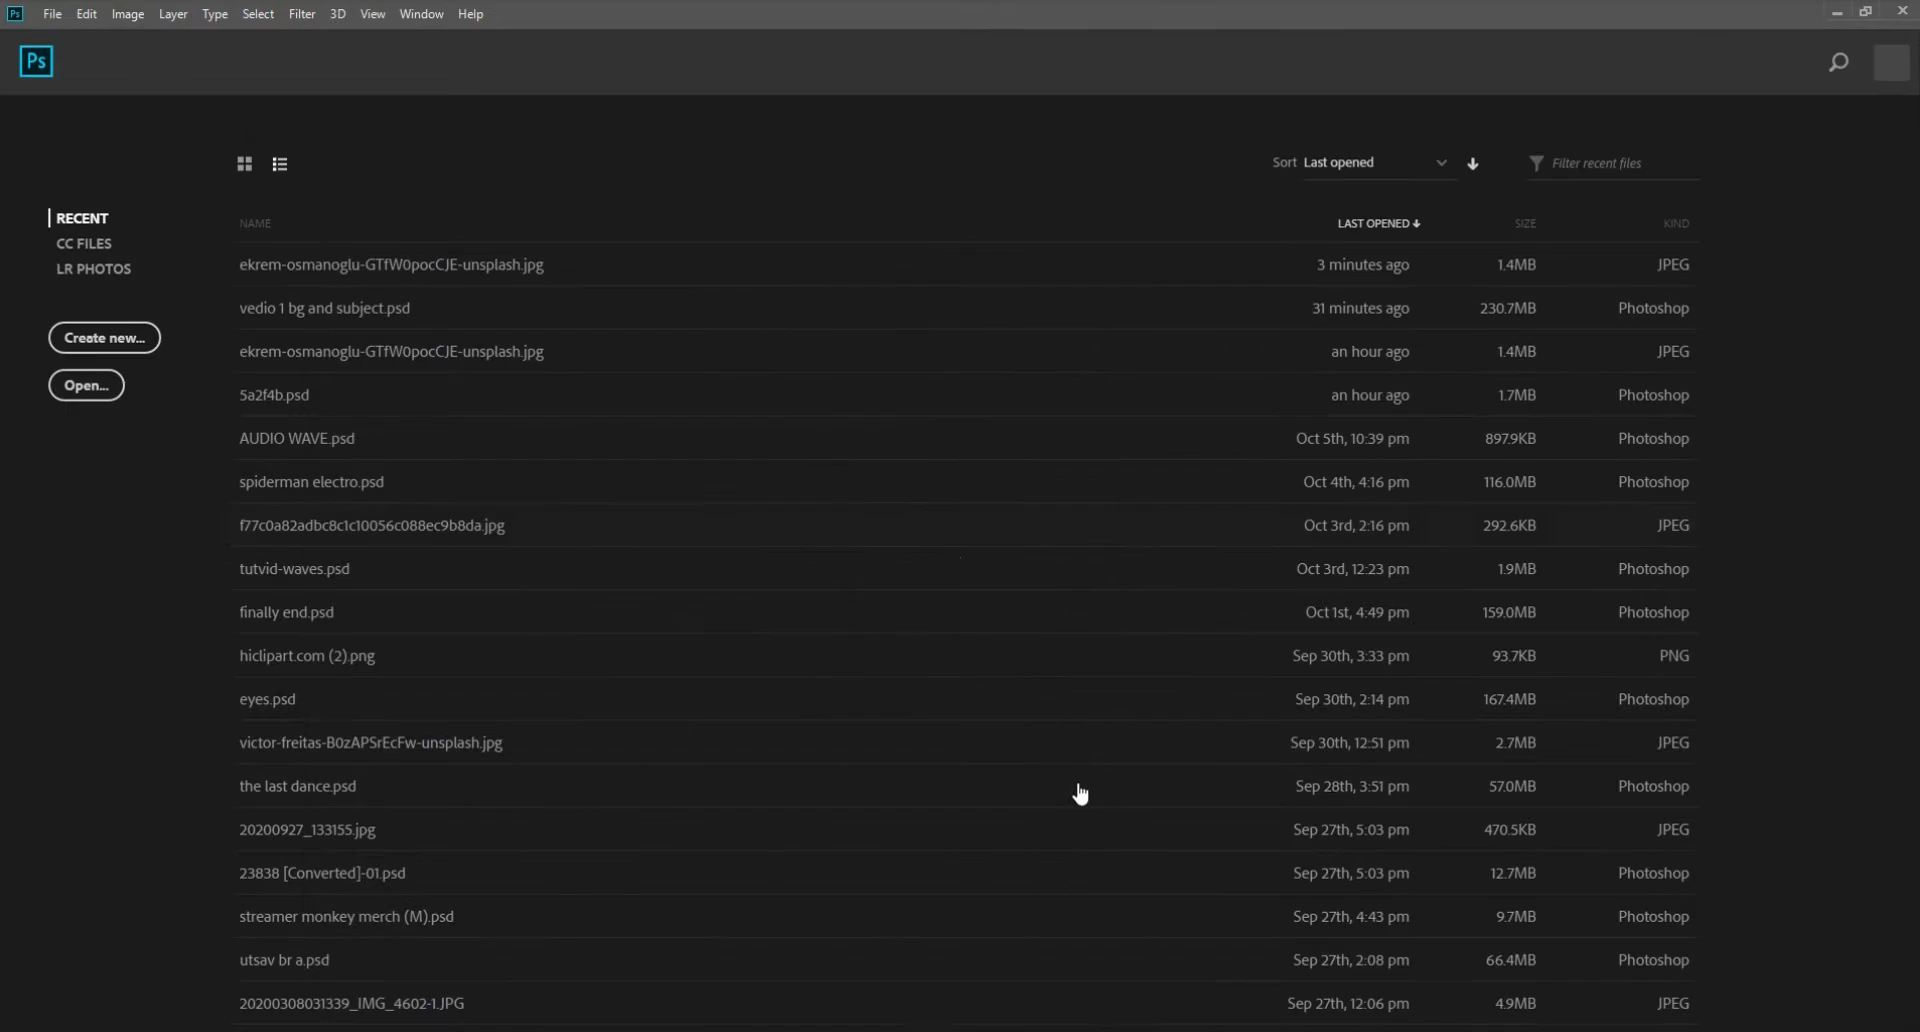 Ps File Edit Image Layer Type Select Filter 3D View Window Help
Ps
Sort Last opened Filter recent files
RECENT
CC FILES
LR PHOTOS
Create new...
Open...
NAME LAST OPENED SIZE KIND
ekrem-osmanoglu-GTfW0pocCJE-unsplash.jpg 3 minutes ago 1.4MB JPEG
vedio 1 bg and subject.psd 31 minutes ago 230.7MB Photoshop
ekrem-osmanoglu-GTfW0pocCJE-unsplash.jpg an hour ago 1.4MB JPEG
5a2f4b.psd an hour ago 1.7MB Photoshop
AUDIO WAVE.psd Oct 5th, 10:39 pm 897.9KB Photoshop
spiderman electro.psd Oct 4th, 4:16 pm 116.0MB Photoshop
f77c0a82adbc8c1c10056c088ec9b8da.jpg Oct 3rd, 2:16 pm 292.6KB JPEG
tutvid-waves.psd Oct 3rd, 12:23 pm 1.9MB Photoshop
finally end.psd Oct 1st, 4:49 pm 159.0MB Photoshop
hiclipart.com (2).png Sep 30th, 3:33 pm 93.7KB PNG
eyes.psd Sep 30th, 2:14 pm 167.4MB Photoshop
victor-freitas-B0zAPSrEcFw-unsplash.jpg Sep 30th, 12:51 pm 2.7MB JPEG
the last dance.psd Sep 28th, 3:51 pm 57.0MB Photoshop
20200927_133155.jpg Sep 27th, 5:03 pm 470.5KB JPEG
23838 [Converted]-01.psd Sep 27th, 5:03 pm 12.7MB Photoshop
streamer monkey merch (M).psd Sep 27th, 4:43 pm 9.7MB Photoshop
utsav br a.psd Sep 27th, 2:08 pm 66.4MB Photoshop
20200308031339_IMG_4602-1.JPG Sep 27th, 12:06 pm 4.9MB JPEG